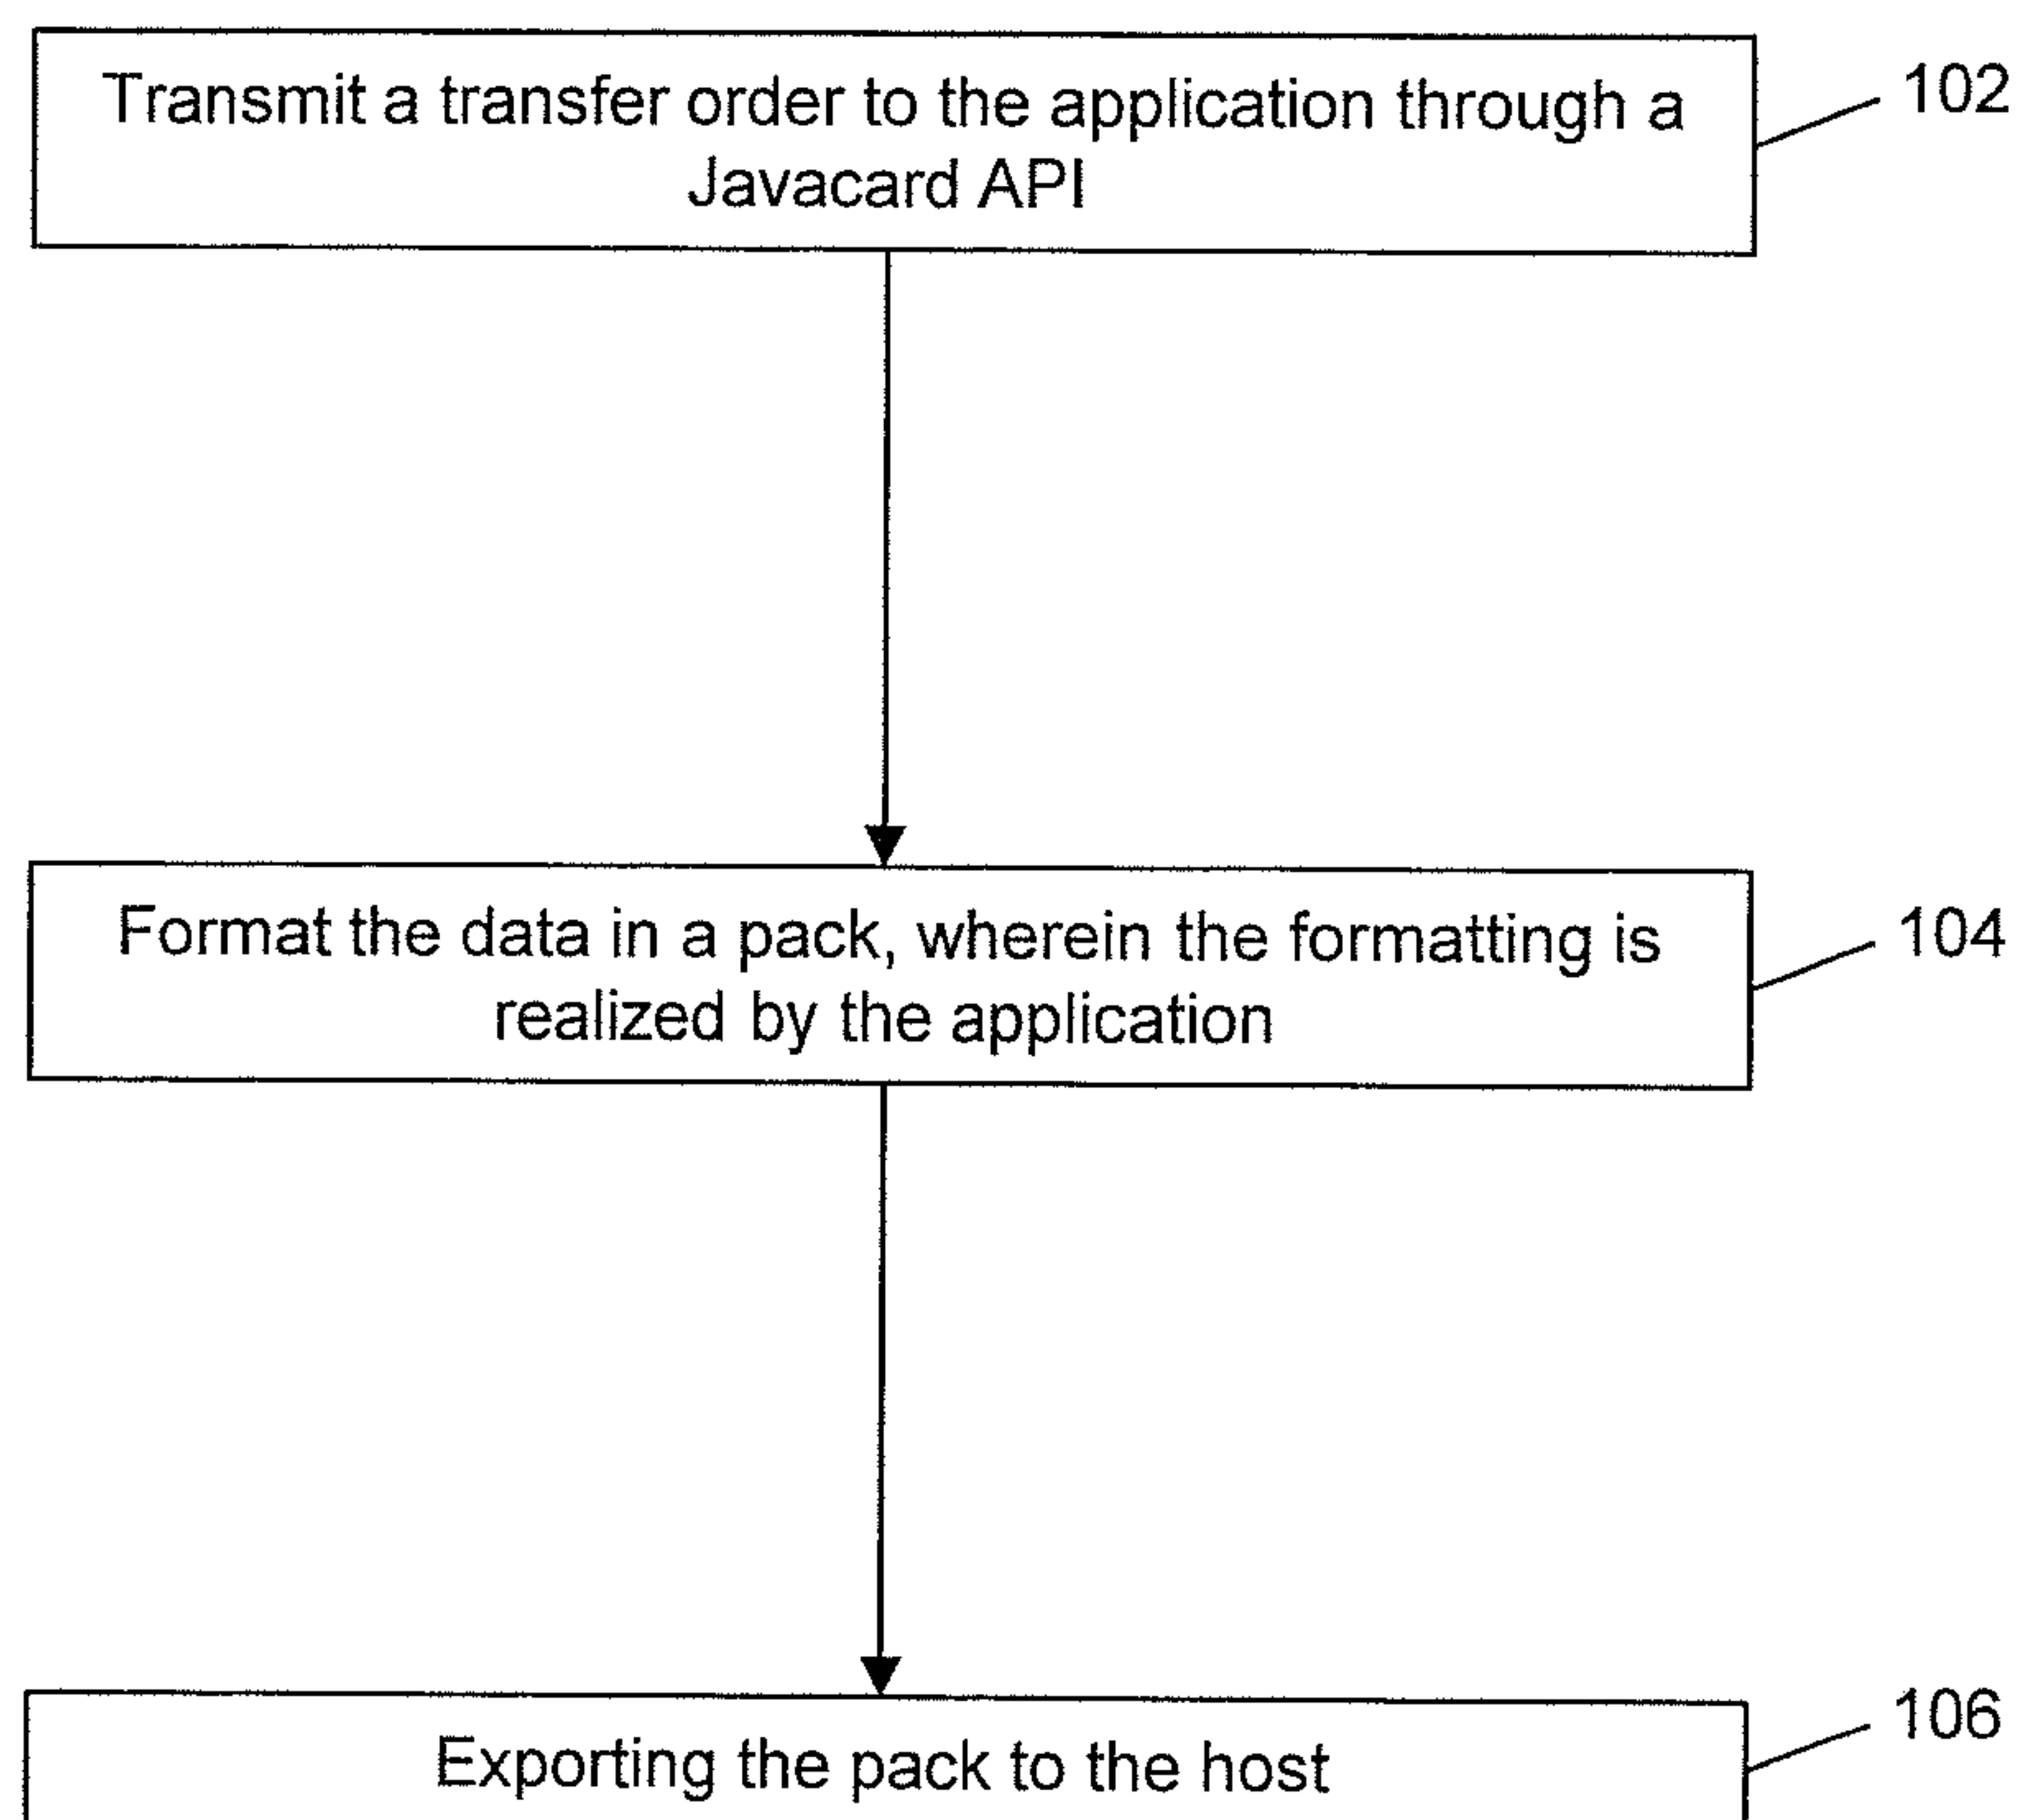 Transmit a transfer order to the application through a
Javacard API
102
Format the data in a pack, wherein the formatting is
realized by the application
104
Exporting the pack to the host
106